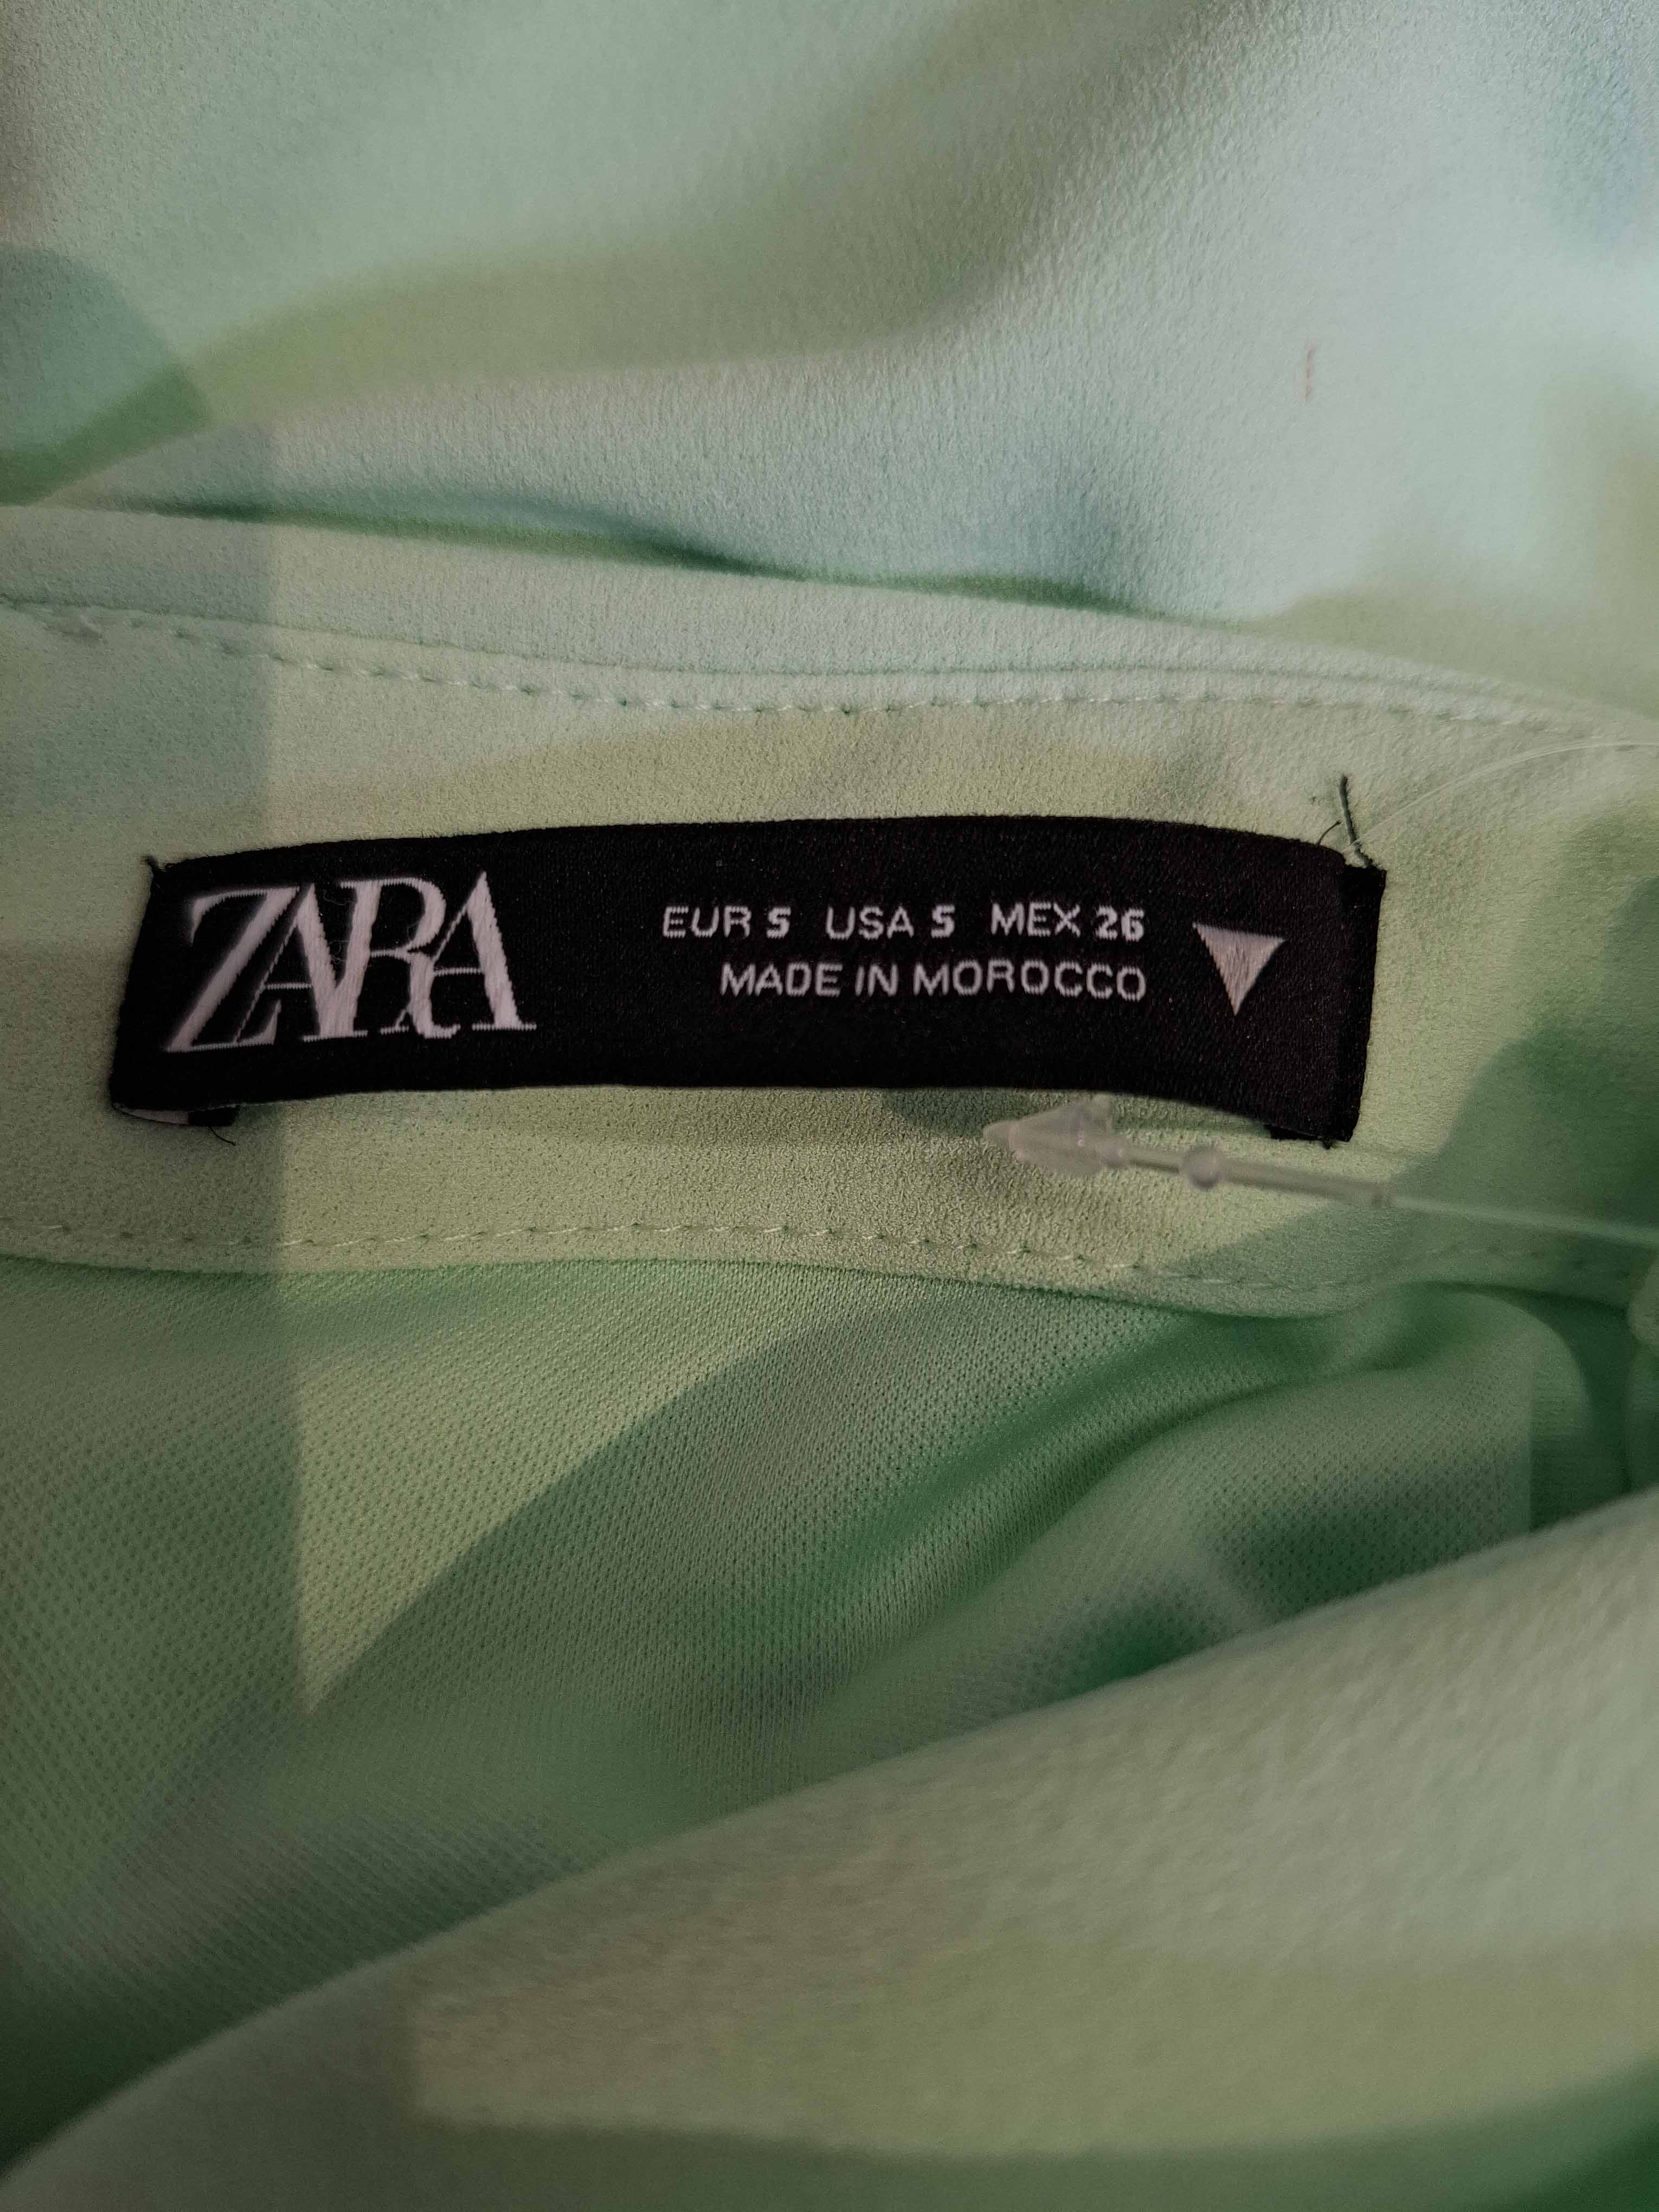 ZARA
EUR S USA S MEX 26
MADE IN MOROCCO